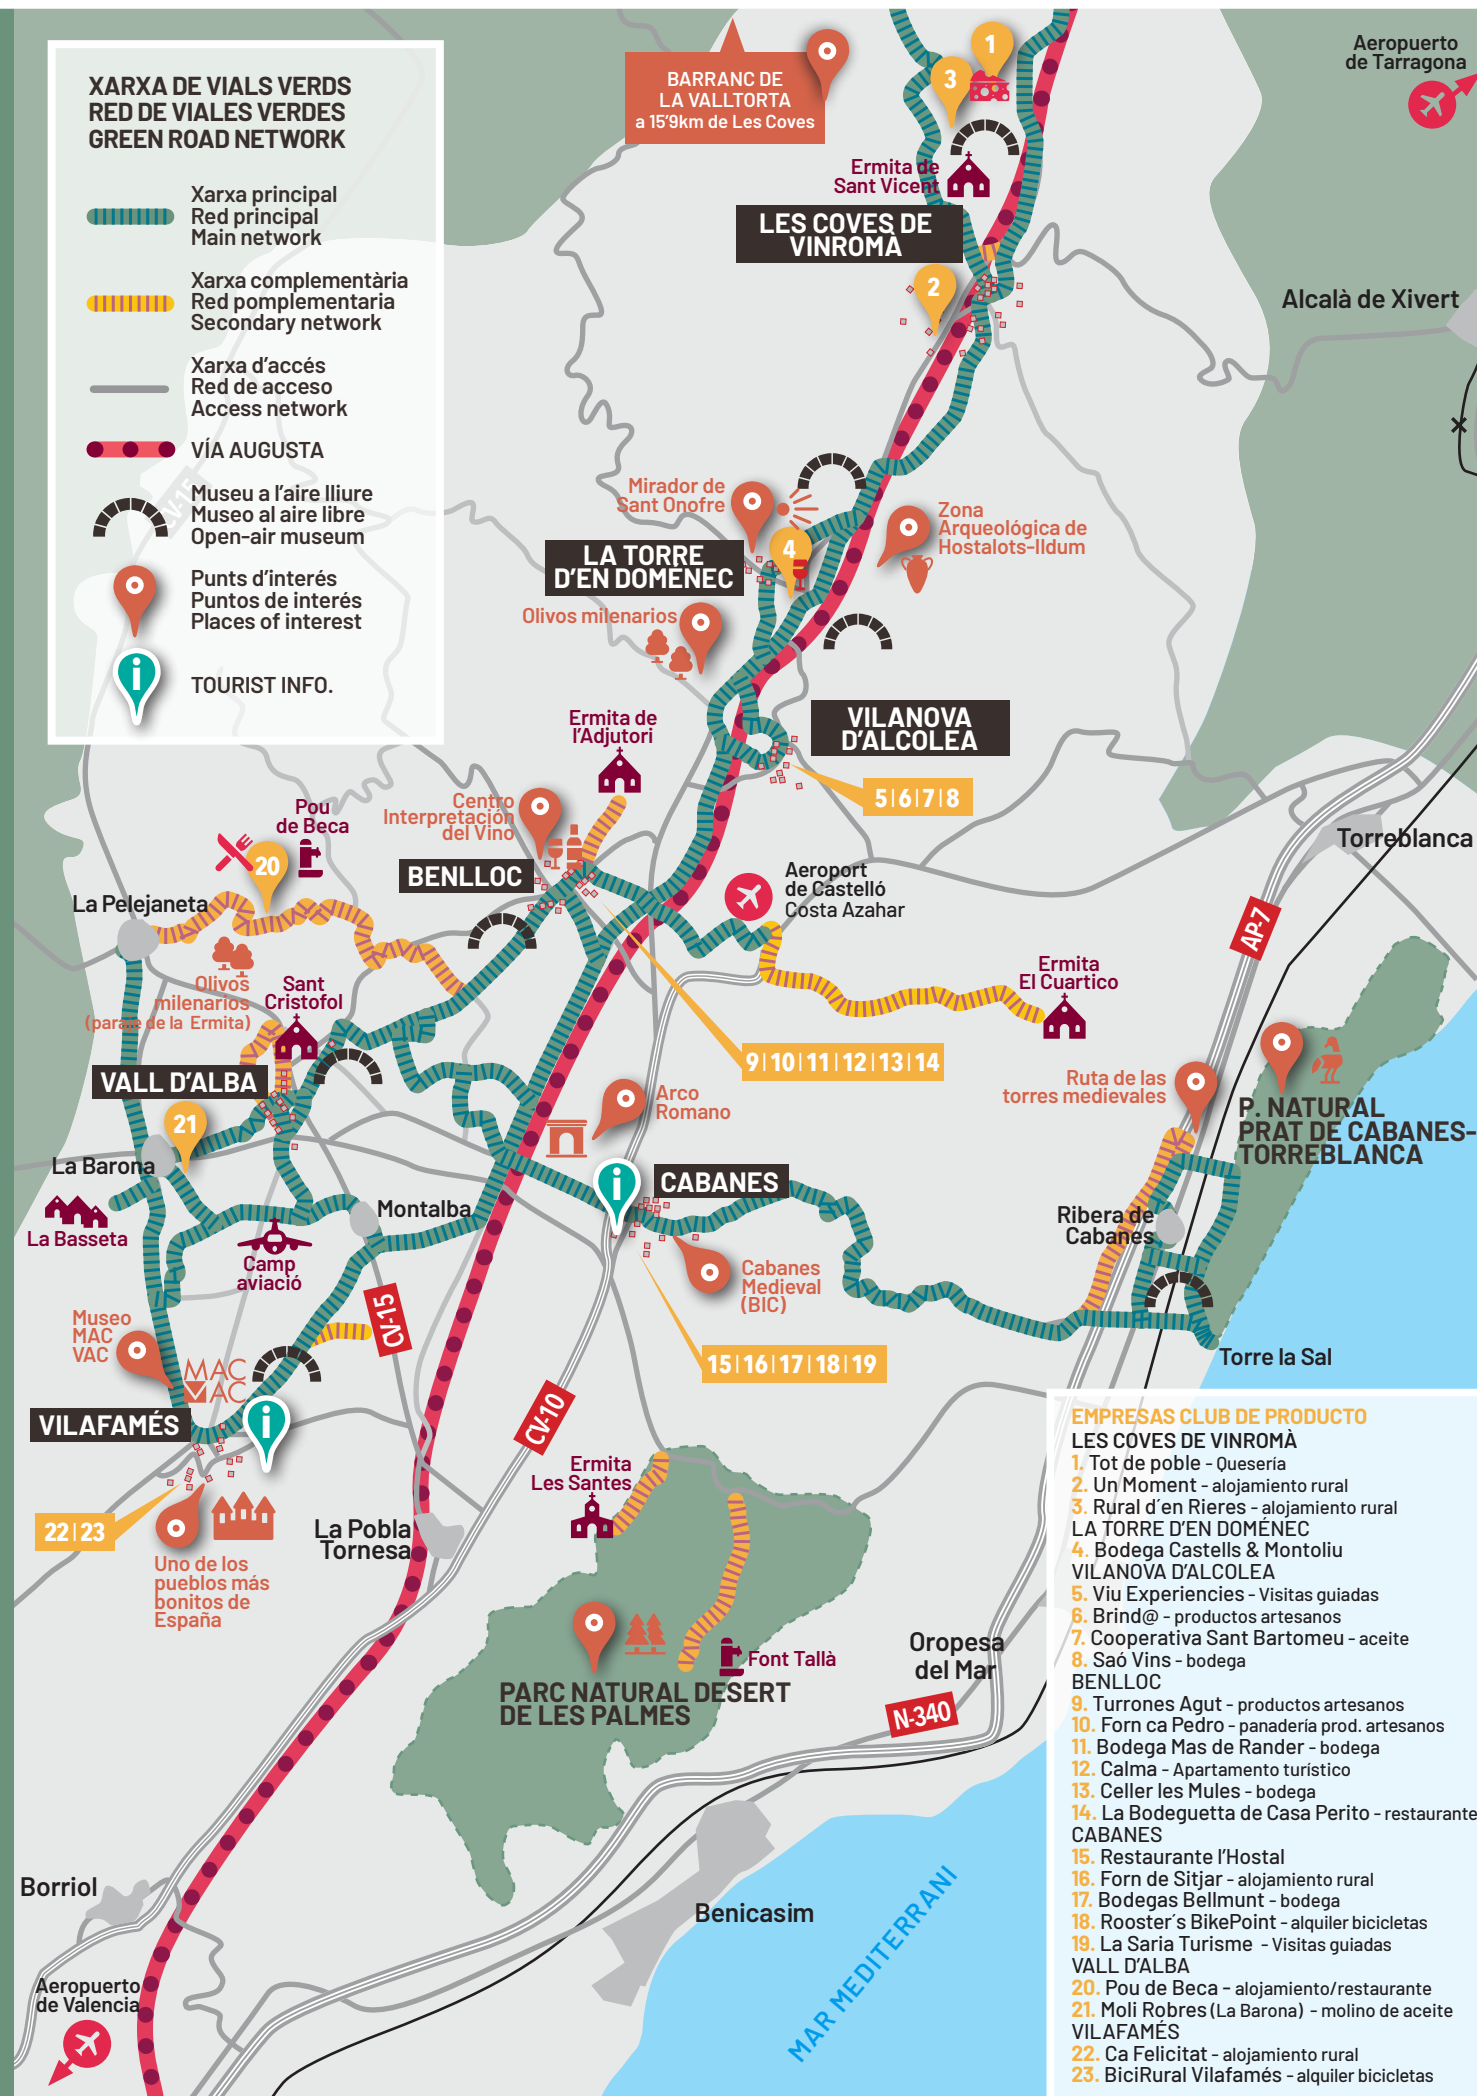 XARXA DE VIALS VERDS
RED DE VIALES VERDES
GREEN ROAD NETWORK
Xarxa principal
Red principal
Main network
Xarxa complementària
Red pomplementaria
Secondary network
Xarxa d'accés
Red de acceso
Access network
VÍA AUGUSTA
Museu a l'aire lliure
Museo al aire libre
Open-air museum
Punts d'interés
Puntos de interés
Places of interest
i
TOURIST INFO.
CV-15
BARRANC DE
LA VALLTORTA
a 15'9km de Les Coves
1
3
Aeropuerto
de Tarragona
Ermita de
Sant Vicent
LES COVES DE
VINROMÀ
2
Alcalà de Xivert
Mirador de
Sant Onofre
4
Zona
Arqueológica de
Hostalots-Ildum
LA TORRE
D'EN DOMÉNEC
Olivos milenarios
Ermita de
l'Adjutori
VILANOVA
D'ALCOLEA
5|6|7|8
Centro
Interpretación
del Vino
Pou
de Beca
20
BENLLOC
Torreblanca
Aeroport
de Castelló
Costa Azahar
La Pelejaneta
AP-7
Olivos
milenarios
(paraje de la Ermita)
Sant
Cristofol
Ermita
El Cuartico
VALL D'ALBA
9|10|11|12|13|14
21
Arco
Romano
Ruta de las
torres medievales
P. NATURAL
PRAT DE CABANES-
TORREBLANCA
La Barona
i
CABANES
La Basseta
Montalba
Ribera de
Cabanes
Camp
aviació
Cabanes
Medieval
(BIC)
CV-15
Museo
MAC
VAC
MAC
VAC
15|16|17|18|19
Torre la Sal
VILAFAMÉS
i
CV-10
22|23
Uno de los
pueblos más
bonitos de
España
La Pobla
Tornesa
Ermita
Les Santes
Font Tallà
PARC NATURAL DESERT
DE LES PALMES
Oropesa
del Mar
N-340
Borriol
Benicasim
MAR MEDITERRANI
Aeropuerto
de Valencia
EMPRESAS CLUB DE PRODUCTO
LES COVES DE VINROMÀ
1. Tot de poble - Quesería
2. Un Moment - alojamiento rural
3. Rural d´en Rieres - alojamiento rural
LA TORRE D'EN DOMÉNEC
4. Bodega Castells & Montoliu
VILANOVA D'ALCOLEA
5. Viu Experiencies - Visitas guiadas
6. Brind@ - productos artesanos
7. Cooperativa Sant Bartomeu - aceite
8. Saó Vins - bodega
BENLLOC
9. Turrones Agut - productos artesanos
10. Forn ca Pedro - panadería prod. artesanos
11. Bodega Mas de Rander - bodega
12. Calma - Apartamento turístico
13. Celler les Mules - bodega
14. La Bodeguetta de Casa Perito - restaurante
CABANES
15. Restaurante l'Hostal
16. Forn de Sitjar - alojamiento rural
17. Bodegas Bellmunt - bodega
18. Rooster´s BikePoint - alquiler bicicletas
19. La Saria Turisme - Visitas guiadas
VALL D'ALBA
20. Pou de Beca - alojamiento/restaurante
21. Moli Robres (La Barona) - molino de aceite
VILAFAMÉS
22. Ca Felicitat - alojamiento rural
23. BiciRural Vilafamés - alquiler bicicletas